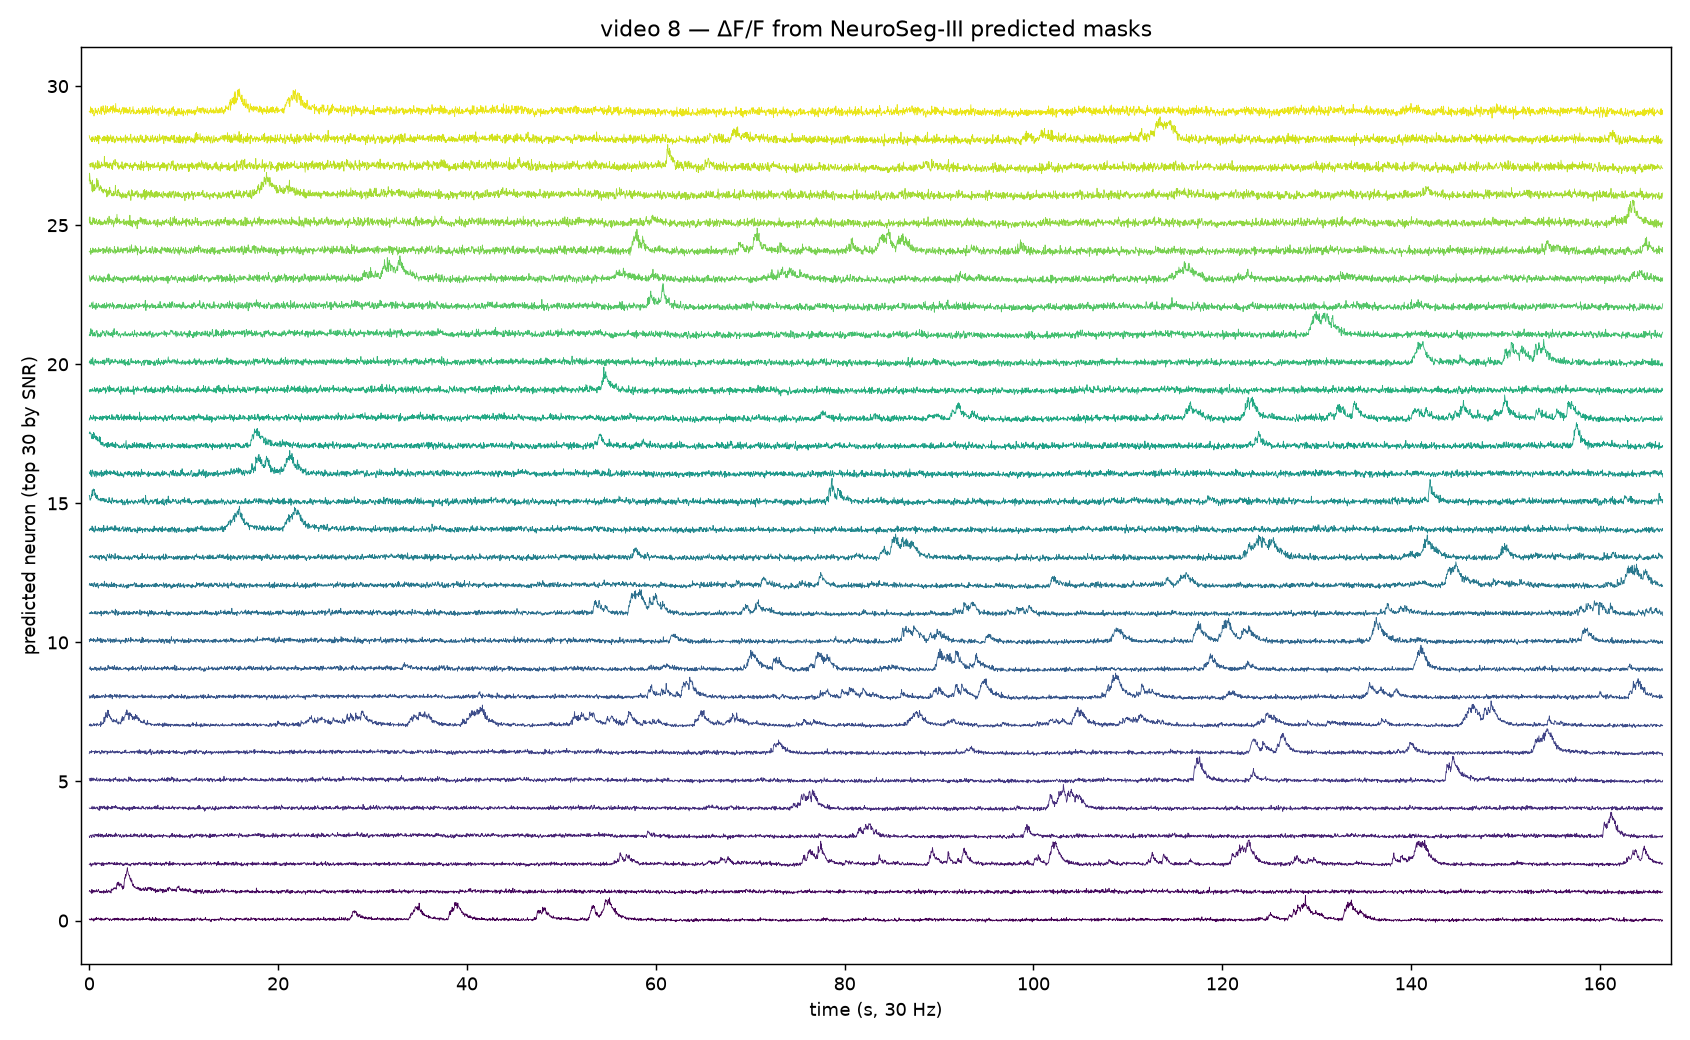 video 8 — ΔF/F from NeuroSeg-III predicted masks
predicted neuron (top 30 by SNR)
30
25
20
15
10
5
0
0 20 40 60 80 100 120 140 160
time (s, 30 Hz)